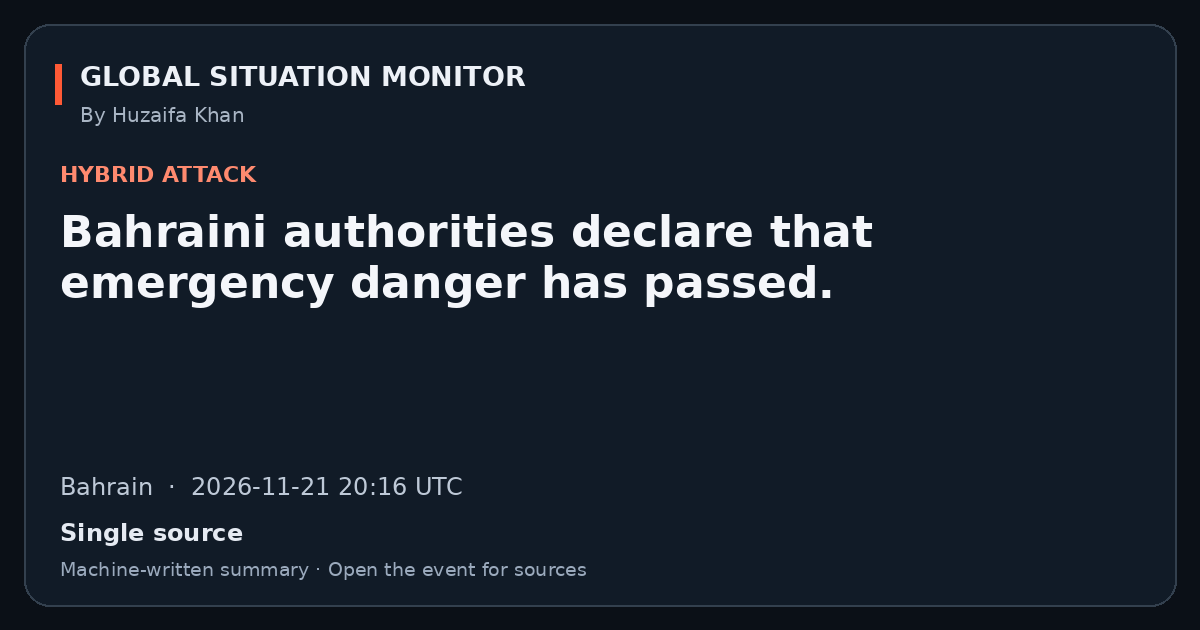 GLOBAL SITUATION MONITOR
By Huzaifa Khan
HYBRID ATTACK
Bahraini authorities declare that
emergency danger has passed.
Bahrain · 2026-11-21 20:16 UTC
Single source
Machine-written summary · Open the event for sources